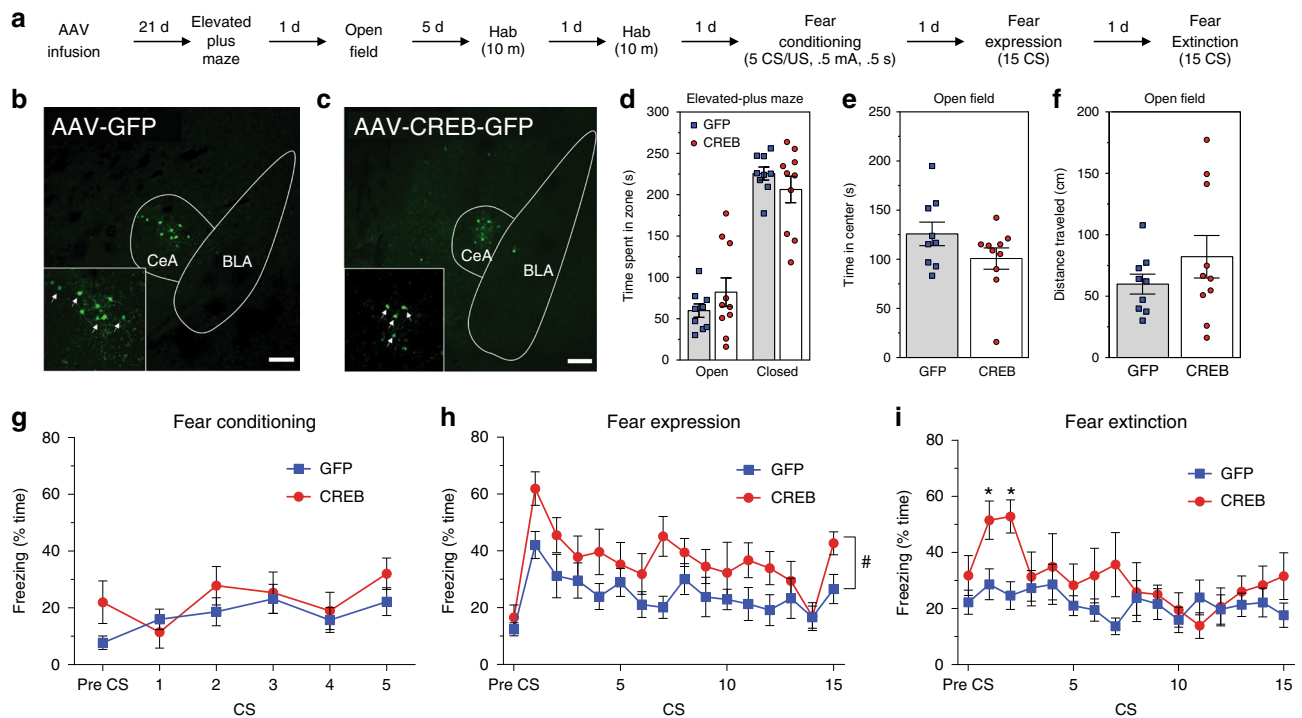 a
AAV
infusion
21 d
Elevated
plus
maze
1 d
Open
field
5 d
Hab
(10 m)
1 d
Hab
(10 m)
1 d
Fear
conditioning
(5 CS/US, .5 mA, .5 s)
1 d
Fear
expression
(15 CS)
1 d
Fear
Extinction
(15 CS)
b
AAV-GFP
CeA
BLA
c
AAV-CREB-GFP
CeA
BLA
d
Elevated-plus maze
GFP
CREB
Time spent in zone (s)
300
250
200
150
100
50
0
Open
Closed
e
Open field
Time in center (s)
250
200
150
100
50
0
GFP
CREB
f
Open field
Distance traveled (cm)
200
150
100
50
0
GFP
CREB
g
Fear conditioning
GFP
CREB
Freezing (% time)
80
60
40
20
0
Pre CS
1
2
3
4
5
CS
h
Fear expression
GFP
CREB
#
Freezing (% time)
80
60
40
20
0
Pre CS
5
10
15
CS
i
Fear extinction
GFP
CREB
* *
Freezing (% time)
80
60
40
20
0
Pre CS
5
10
15
CS